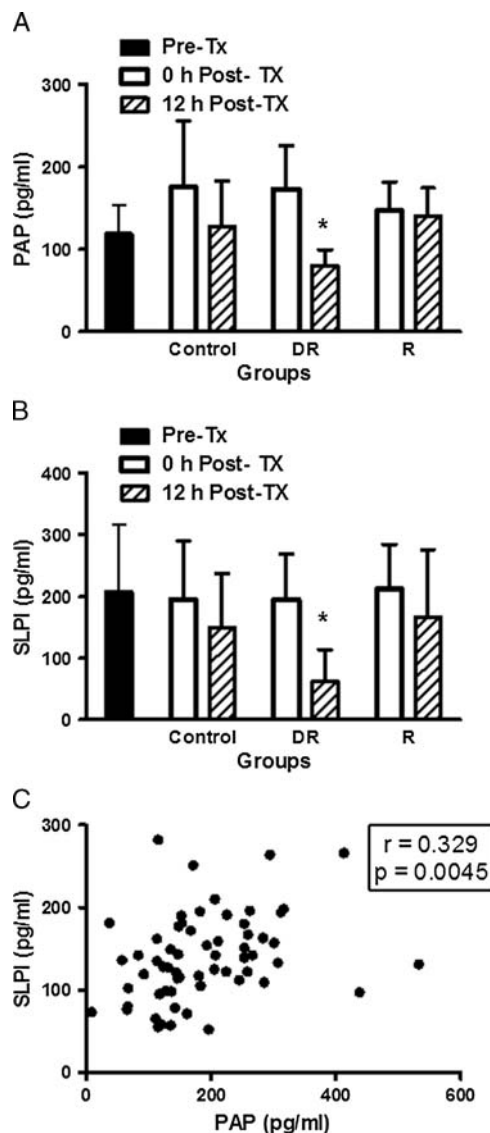 A
Pre-Tx
0 h Post- TX
12 h Post-TX
300
200
100
0
PAP (pg/ml)
*
Control DR R
Groups
B
Pre-Tx
0 h Post- TX
12 h Post-TX
400
300
200
100
0
SLPI (pg/ml)
*
Control DR R
Groups
C
300
200
100
0
SLPI (pg/ml)
r = 0.329
p = 0.0045
0 200 400 600
PAP (pg/ml)